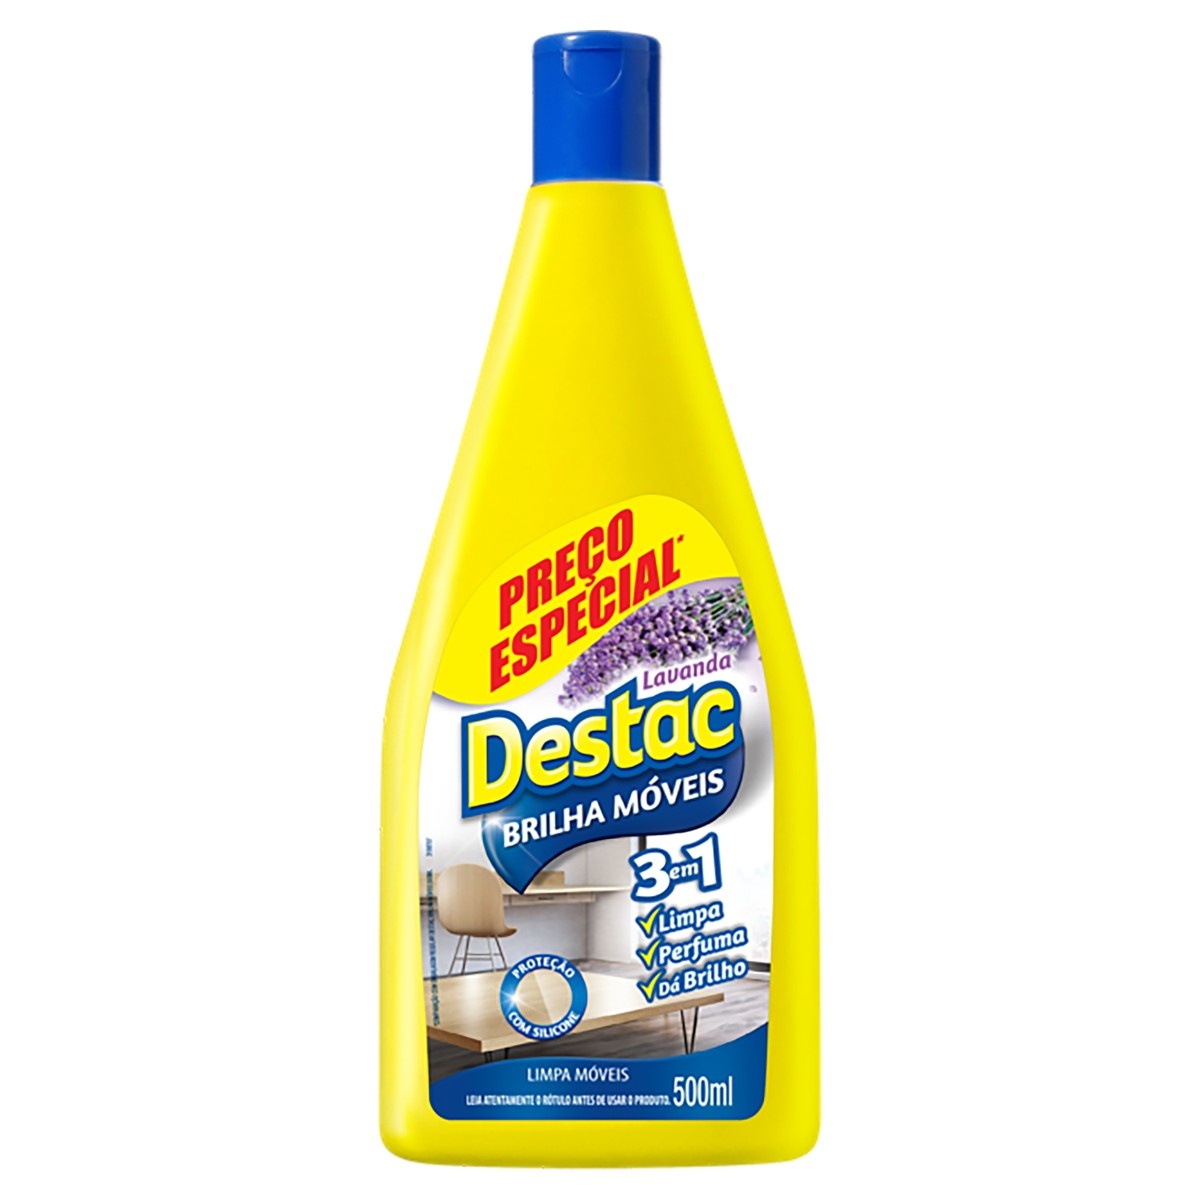 PREÇO
ESPECIAL*
Lavanda
Destac
BRILHA MÓVEIS
3 em 1
Limpa
Perfuma
Dá Brilho
PROTEÇÃO
COM SILICONE
LIMPA MÓVEIS
LEIA ATENTAMENTE O RÓTULO ANTES DE USAR O PRODUTO. 500ml